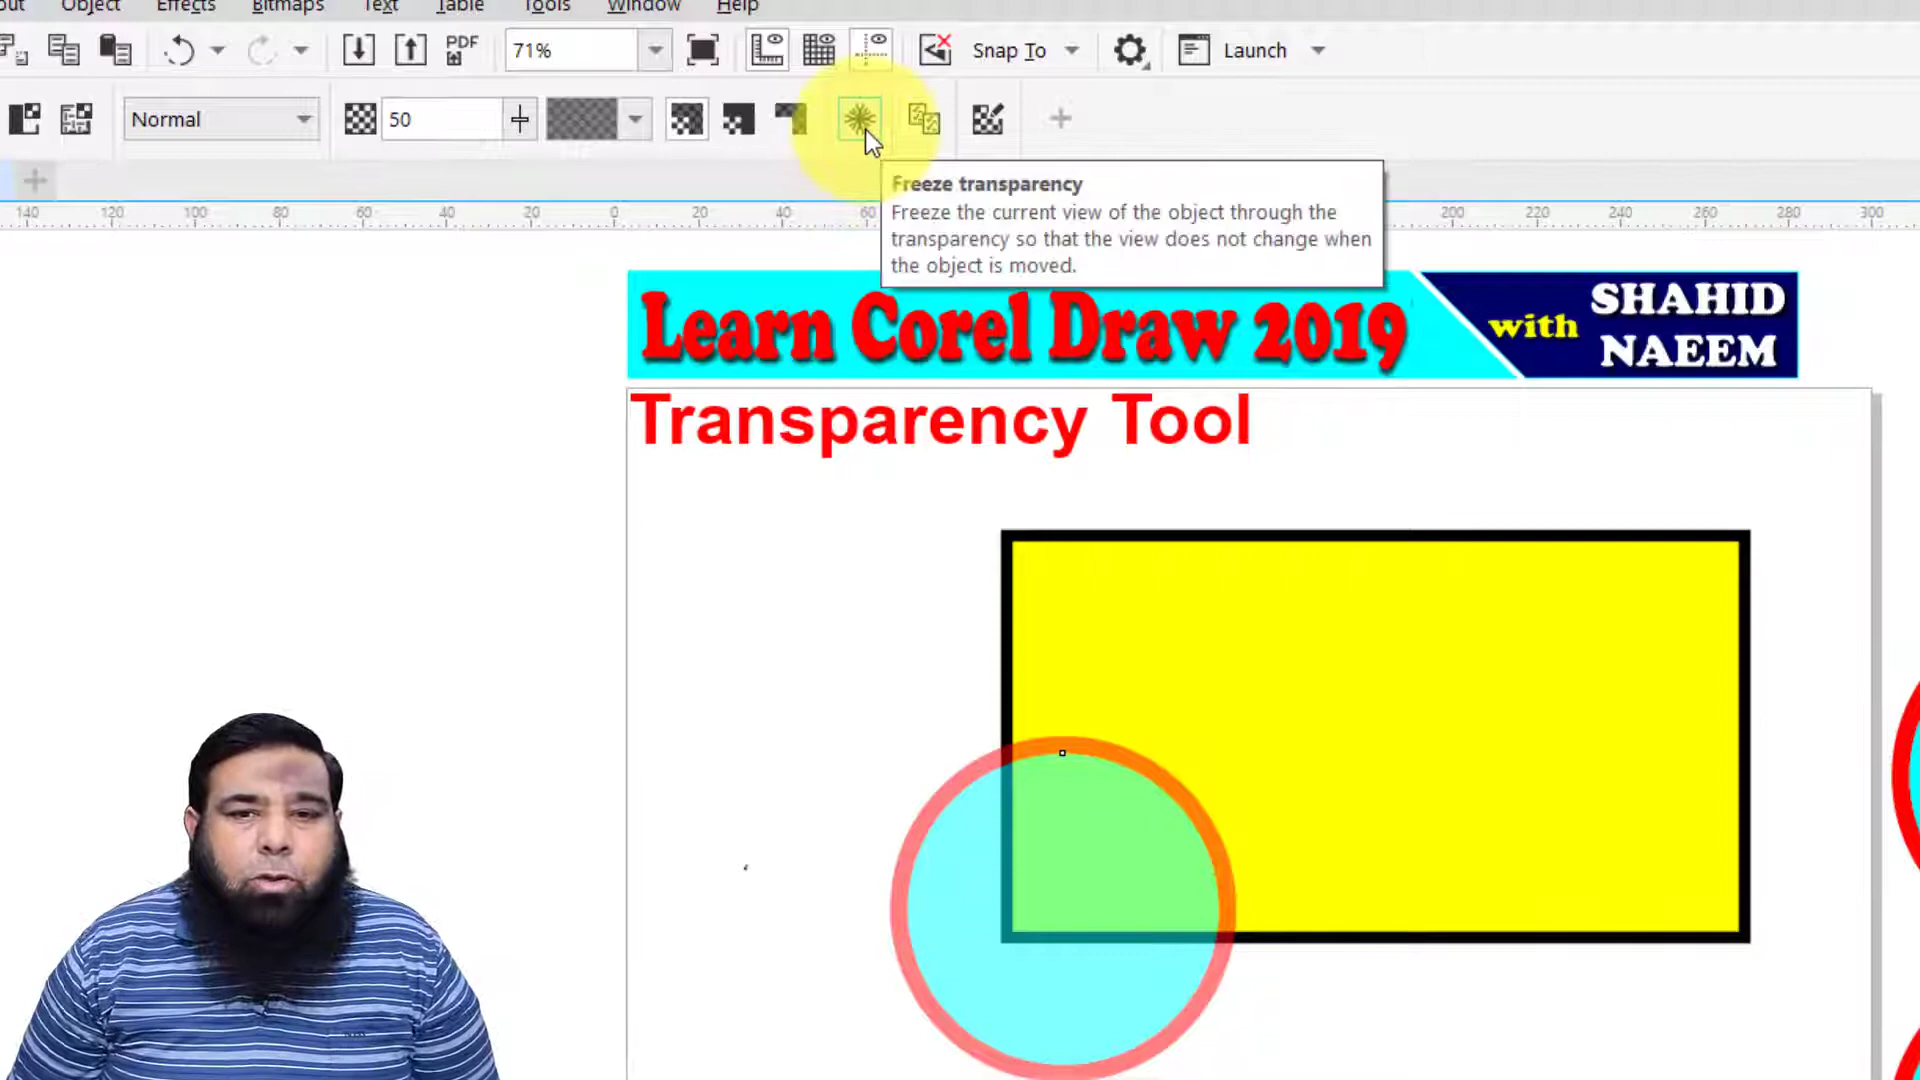 Object Effects Bitmaps Text Table Tools Window Help
PDF 71% Snap To Launch
Normal 50
Freeze transparency
Freeze the current view of the object through the
transparency so that the view does not change when
the object is moved.
140 120 100 80 60 40 20 0 20 40 60 200 220 240 260 280 300
Learn Corel Draw 2019 with SHAHID
NAEEM
Transparency Tool